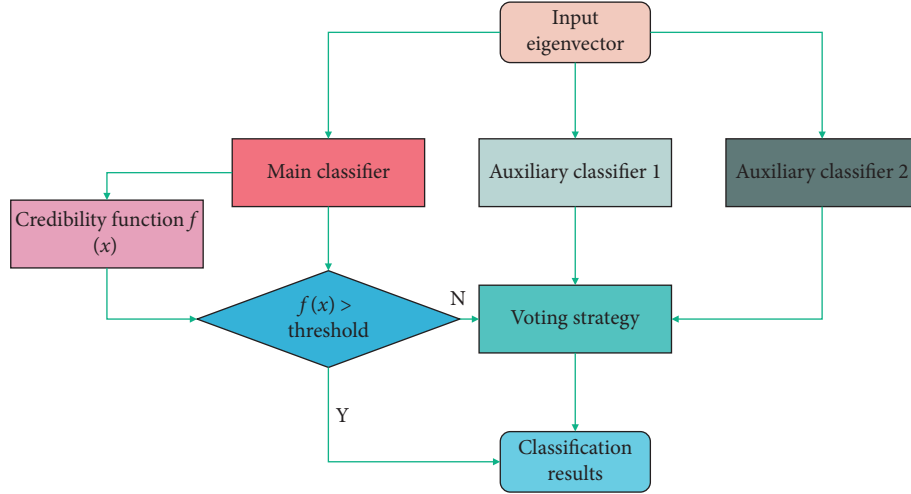 Input
eigenvector
Main classifier
Auxiliary classifier 1
Auxiliary classifier 2
Credibility function f
(x)
f(x) >
threshold
N
Voting strategy
Y
Classification
results